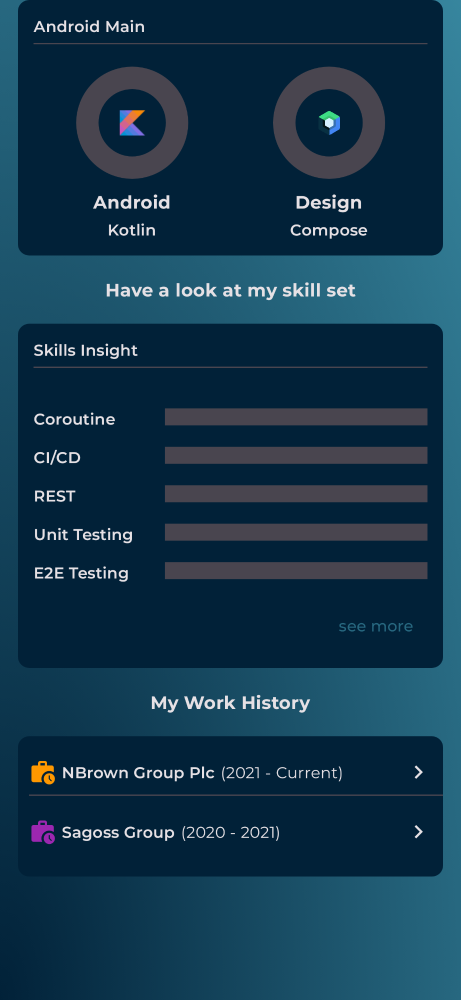 Android Main
Android
Design
Kotlin
Compose
Have a look at my skill set
Skills Insight
Coroutine
CI/CD
REST
Unit Testing
E2E Testing
see more
My Work History
NBrown Group Plc (2021 - Current)
Sagoss Group (2020 - 2021)